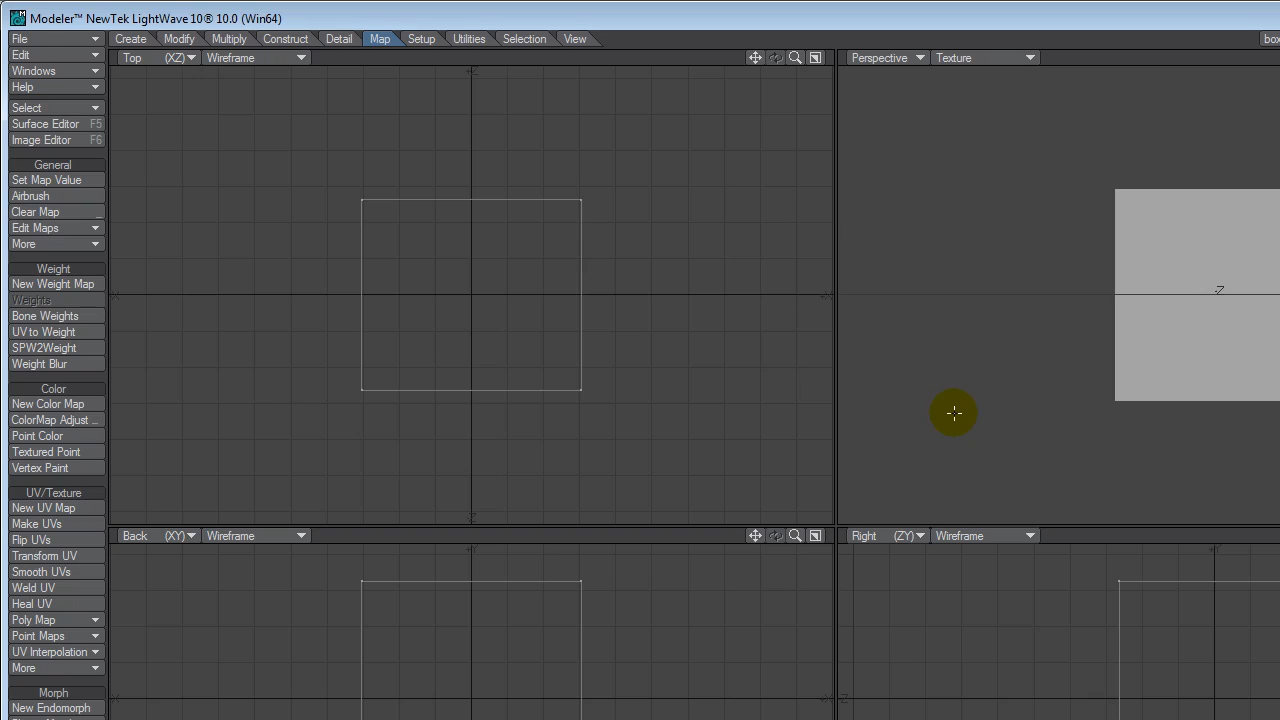 Modeler™ NewTek LightWave 10® 10.0 (Win64)
File
Create Modify Multiply Construct Detail Map Setup Utilities Selection View box
Edit
Top (XZ) Wireframe
Perspective Texture
Windows
Help
Select
Surface Editor F5
Image Editor F6
General
Set Map Value
Airbrush
Clear Map _
Edit Maps
More
Weight
New Weight Map
Weights
Bone Weights
UV to Weight
SPW2Weight
Weight Blur
Color
New Color Map
ColorMap Adjust ...
Point Color
Textured Point
Vertex Paint
UV/Texture
New UV Map
Make UVs
Flip UVs
Transform UV
Smooth UVs
Weld UV
Heal UV
Poly Map
Point Maps
UV Interpolation
More
Morph
New Endomorph
-Z
Back (XY) Wireframe
Right (ZY) Wireframe